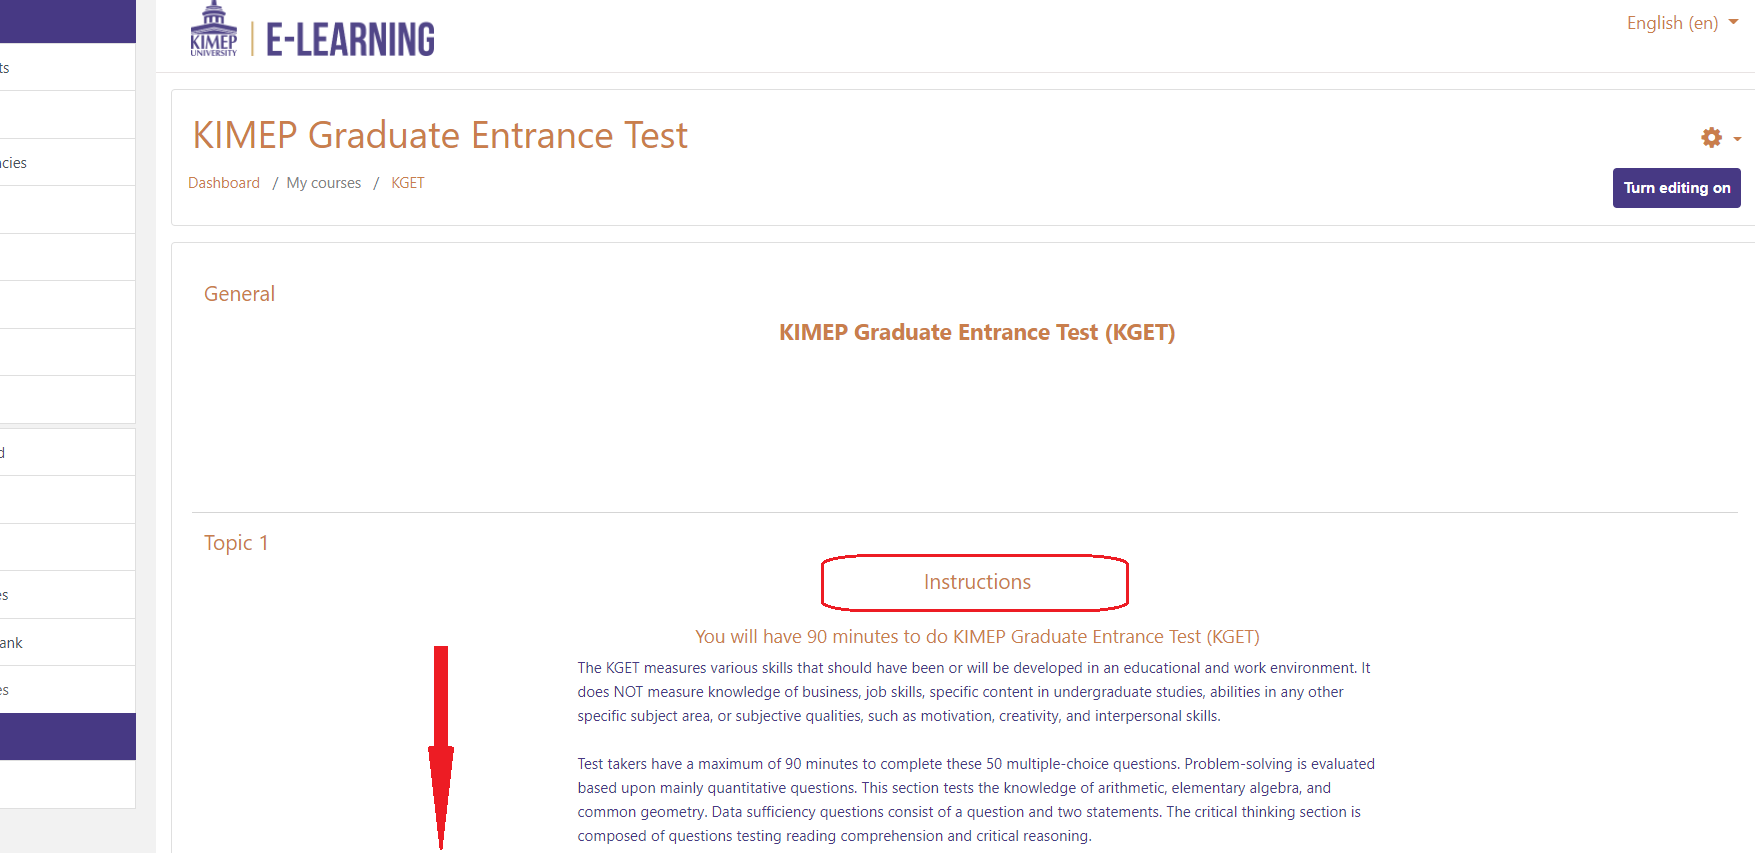 KIMEP
UNIVERSITY
E-LEARNING
English (en)
KIMEP Graduate Entrance Test
Dashboard / My courses / KGET
Turn editing on
ts
cies
d
es
ank
es
General
KIMEP Graduate Entrance Test (KGET)
Topic 1
Instructions
You will have 90 minutes to do KIMEP Graduate Entrance Test (KGET)
The KGET measures various skills that should have been or will be developed in an educational and work environment. It
does NOT measure knowledge of business, job skills, specific content in undergraduate studies, abilities in any other
specific subject area, or subjective qualities, such as motivation, creativity, and interpersonal skills.
Test takers have a maximum of 90 minutes to complete these 50 multiple-choice questions. Problem-solving is evaluated
based upon mainly quantitative questions. This section tests the knowledge of arithmetic, elementary algebra, and
common geometry. Data sufficiency questions consist of a question and two statements. The critical thinking section is
composed of questions testing reading comprehension and critical reasoning.